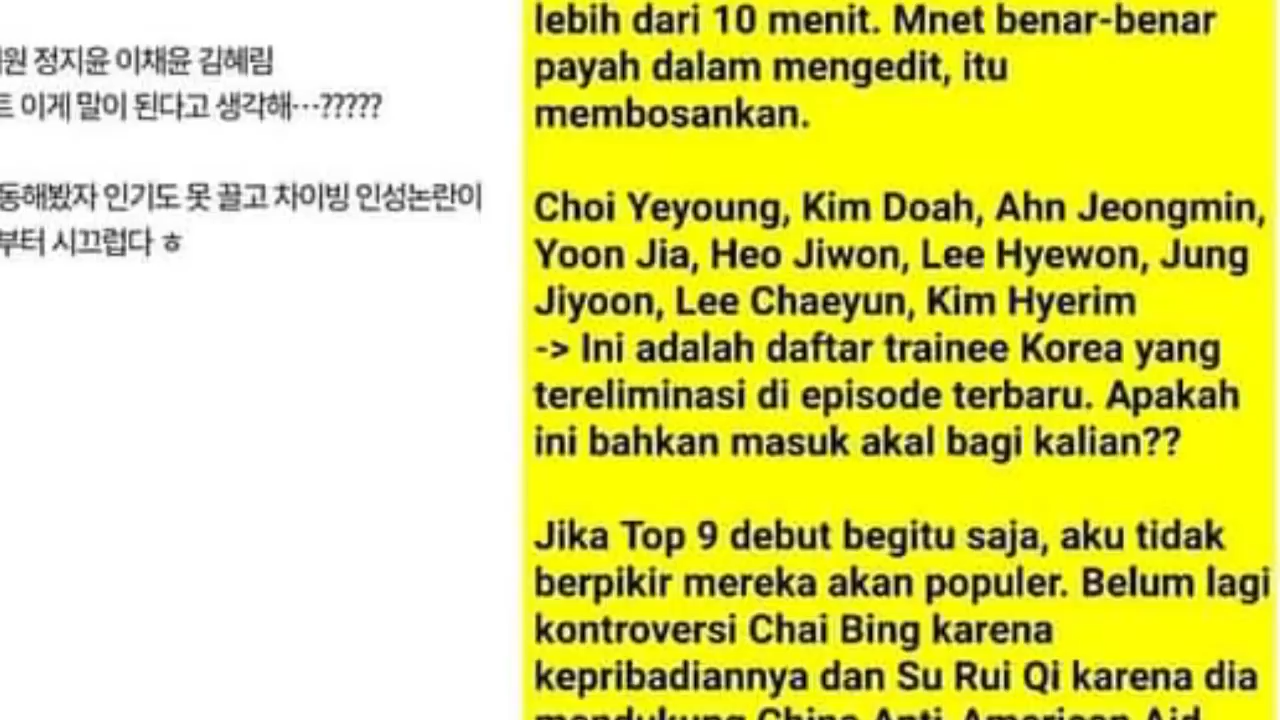 원 정지윤 이채윤 김혜림
트 이게 말이 된다고 생각해…?????
동해봤자 인기도 못 끌고 차이빙 인성논란이
부터 시끄럽다 ㅎ
lebih dari 10 menit. Mnet benar-benar
payah dalam mengedit, itu
membosankan.
Choi Yeyoung, Kim Doah, Ahn Jeongmin,
Yoon Jia, Heo Jiwon, Lee Hyewon, Jung
Jiyoon, Lee Chaeyun, Kim Hyerim
-> Ini adalah daftar trainee Korea yang
tereliminasi di episode terbaru. Apakah
ini bahkan masuk akal bagi kalian??
Jika Top 9 debut begitu saja, aku tidak
berpikir mereka akan populer. Belum lagi
kontroversi Chai Bing karena
kepribadiannya dan Su Rui Qi karena dia
mendukung China Anti-American Aid